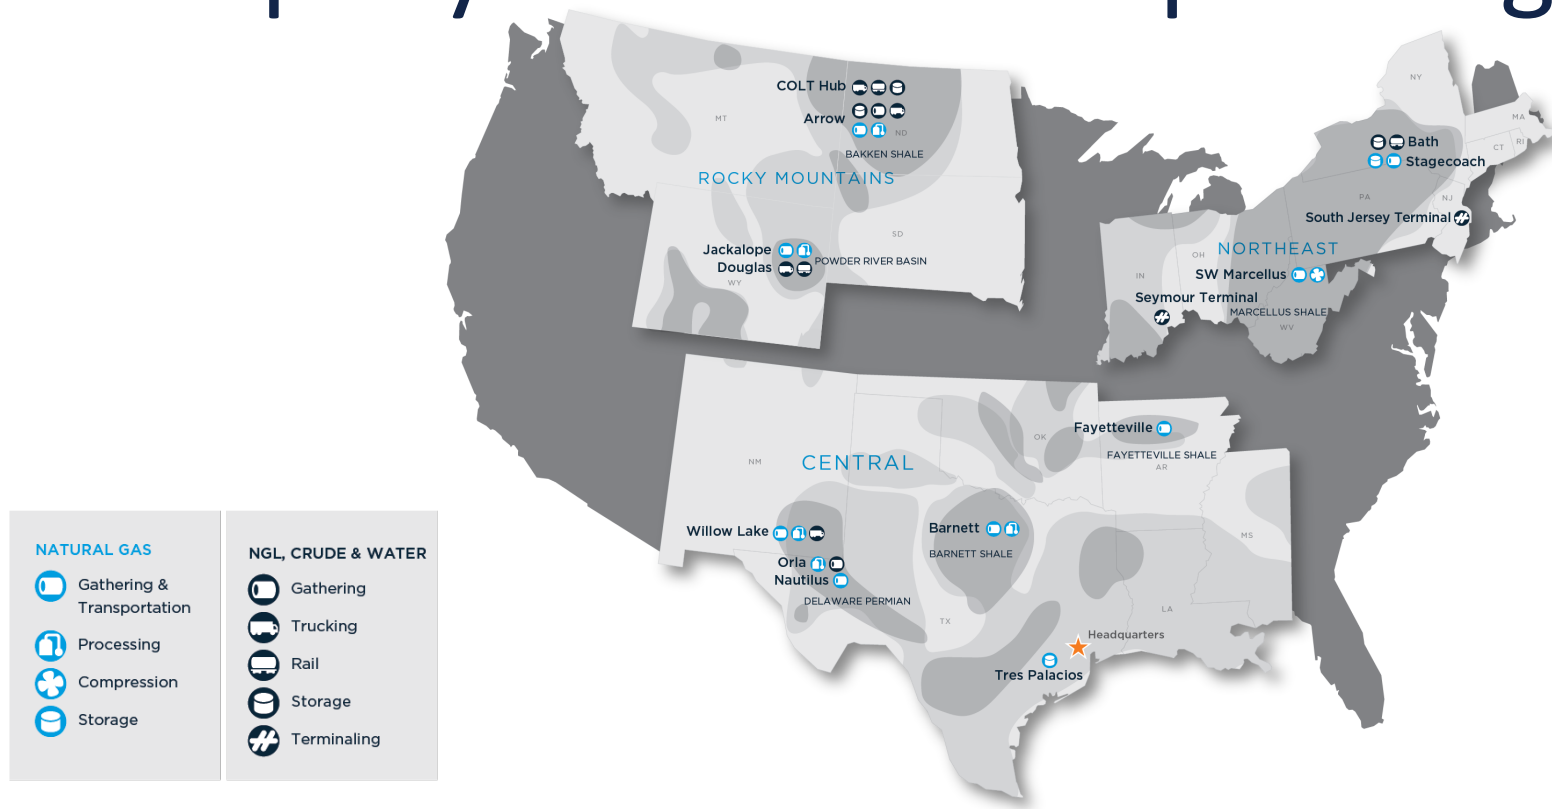 COLT Hub
Arrow
MT
ND
BAKKEN SHALE
ROCKY MOUNTAINS
SD
Jackalope
POWDER RIVER BASIN
Douglas
WY
NY
MA
Bath
CT
RI
Stagecoach
PA
NJ
South Jersey Terminal
NORTHEAST
OH
IN
SW Marcellus
Seymour Terminal
MARCELLUS SHALE
WV
Fayetteville
OK
FAYETTEVILLE SHALE
AR
NM
CENTRAL
Willow Lake
Barnett
MS
BARNETT SHALE
Orla
Nautilus
DELAWARE PERMIAN
LA
TX
Headquarters
Tres Palacios
NATURAL GAS
Gathering &
Transportation
Processing
Compression
Storage
NGL, CRUDE & WATER
Gathering
Trucking
Rail
Storage
Terminaling